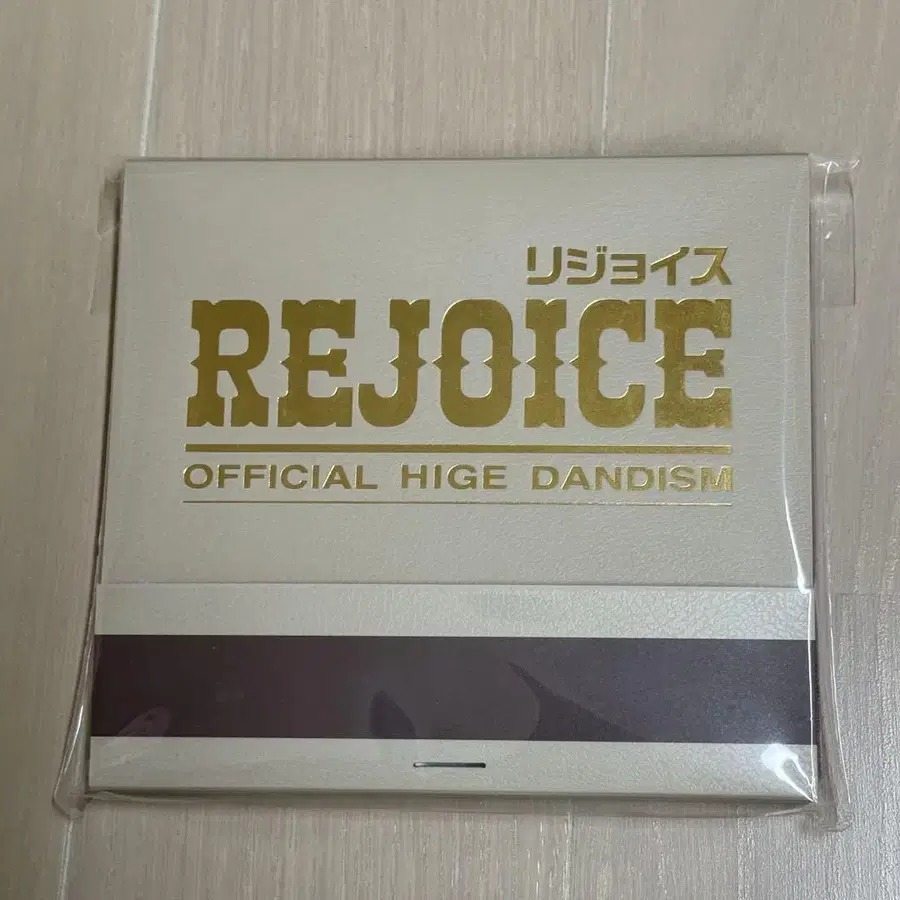 リジョイス
REJOICE
OFFICIAL HIGE DANDISM